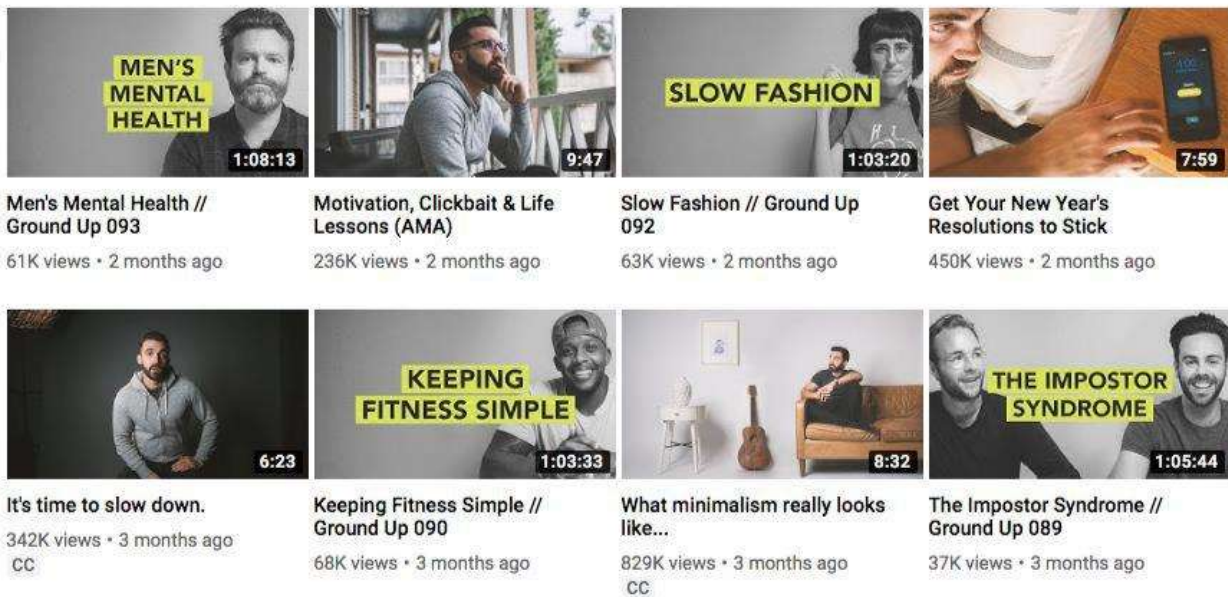 MEN'S
MENTAL
HEALTH
1:08:13
9:47
SLOW FASHION
1:03:20
7:59
Men's Mental Health //
Ground Up 093
61K views • 2 months ago
Motivation, Clickbait & Life
Lessons (AMA)
236K views • 2 months ago
Slow Fashion // Ground Up
092
63K views • 2 months ago
Get Your New Year's
Resolutions to Stick
450K views • 2 months ago
6:23
KEEPING
FITNESS SIMPLE
1:03:33
8:32
THE IMPOSTOR
SYNDROME
1:05:44
It's time to slow down.
342K views • 3 months ago
CC
Keeping Fitness Simple //
Ground Up 090
68K views • 3 months ago
What minimalism really looks
like...
829K views • 3 months ago
CC
The Impostor Syndrome //
Ground Up 089
37K views • 3 months ago